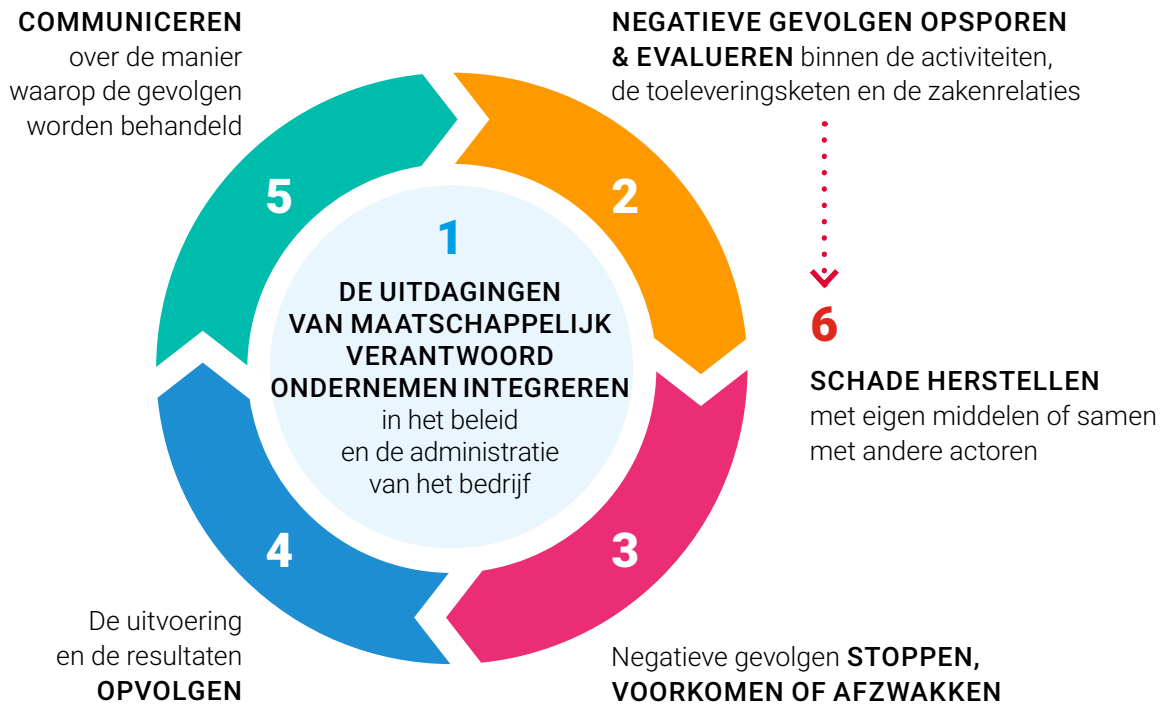 COMMUNICEREN
over de manier
waarop de gevolgen
worden behandeld
NEGATIEVE GEVOLGEN OPSPOREN
& EVALUEREN binnen de activiteiten,
de toeleveringsketen en de zakenrelaties
5
2
1
DE UITDAGINGEN
VAN MAATSCHAPPELIJK
VERANTWOORD
ONDERNEMEN INTEGREREN
in het beleid
en de administratie
van het bedrijf
6
SCHADE HERSTELLEN
met eigen middelen of samen
met andere actoren
4
3
De uitvoering
en de resultaten
OPVOLGEN
Negatieve gevolgen STOPPEN,
VOORKOMEN OF AFZWAKKEN